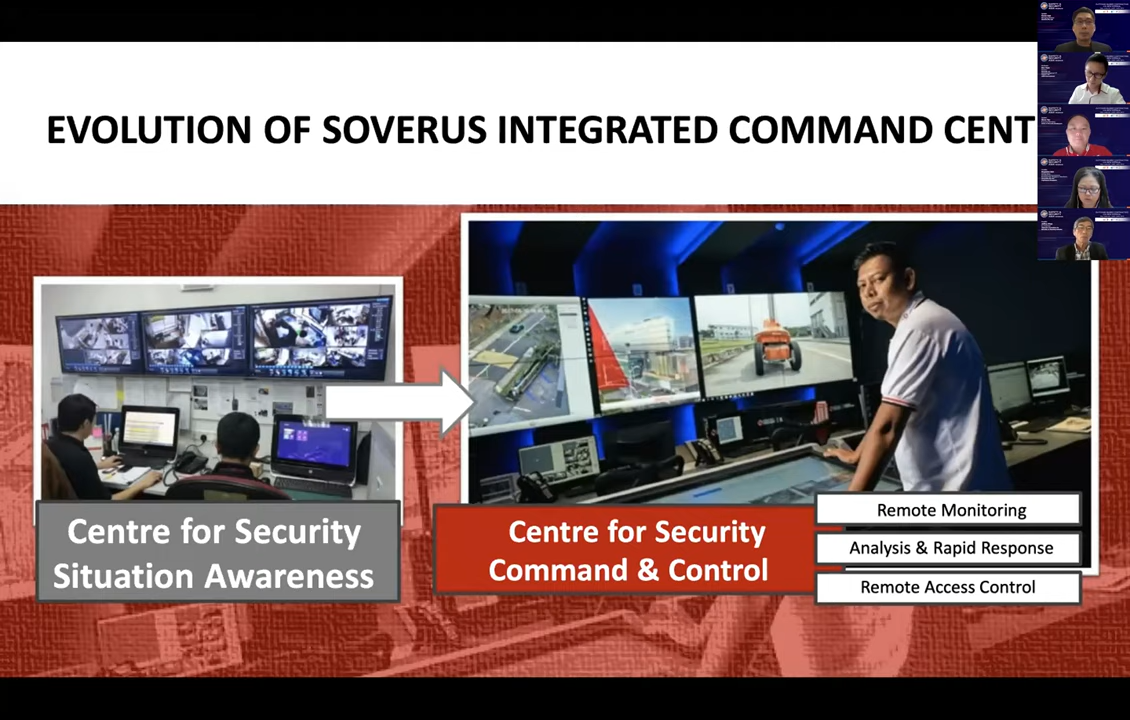 EVOLUTION OF SOVERUS INTEGRATED COMMAND CENT
Centre for Security
Situation Awareness
Centre for Security
Command & Control
Remote Monitoring
Analysis & Rapid Response
Remote Access Control